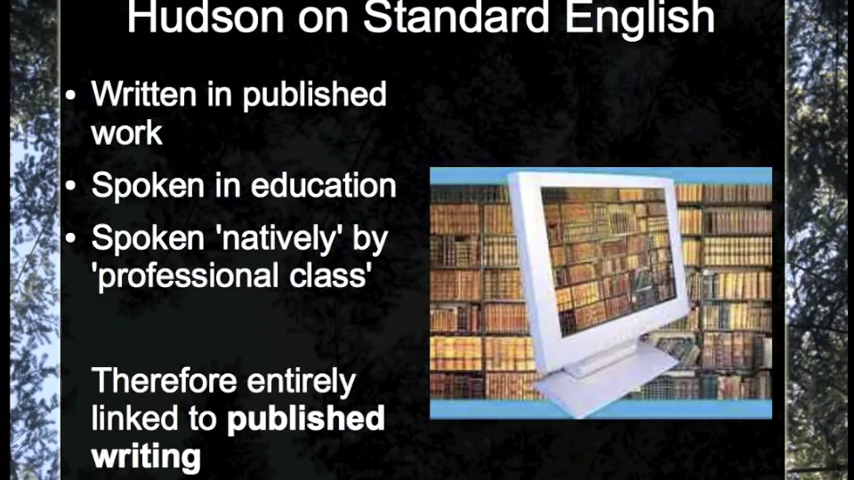 Hudson on Standard English
• Written in published
work
• Spoken in education
• Spoken 'natively' by
'professional class'
Therefore entirely
linked to published
writing